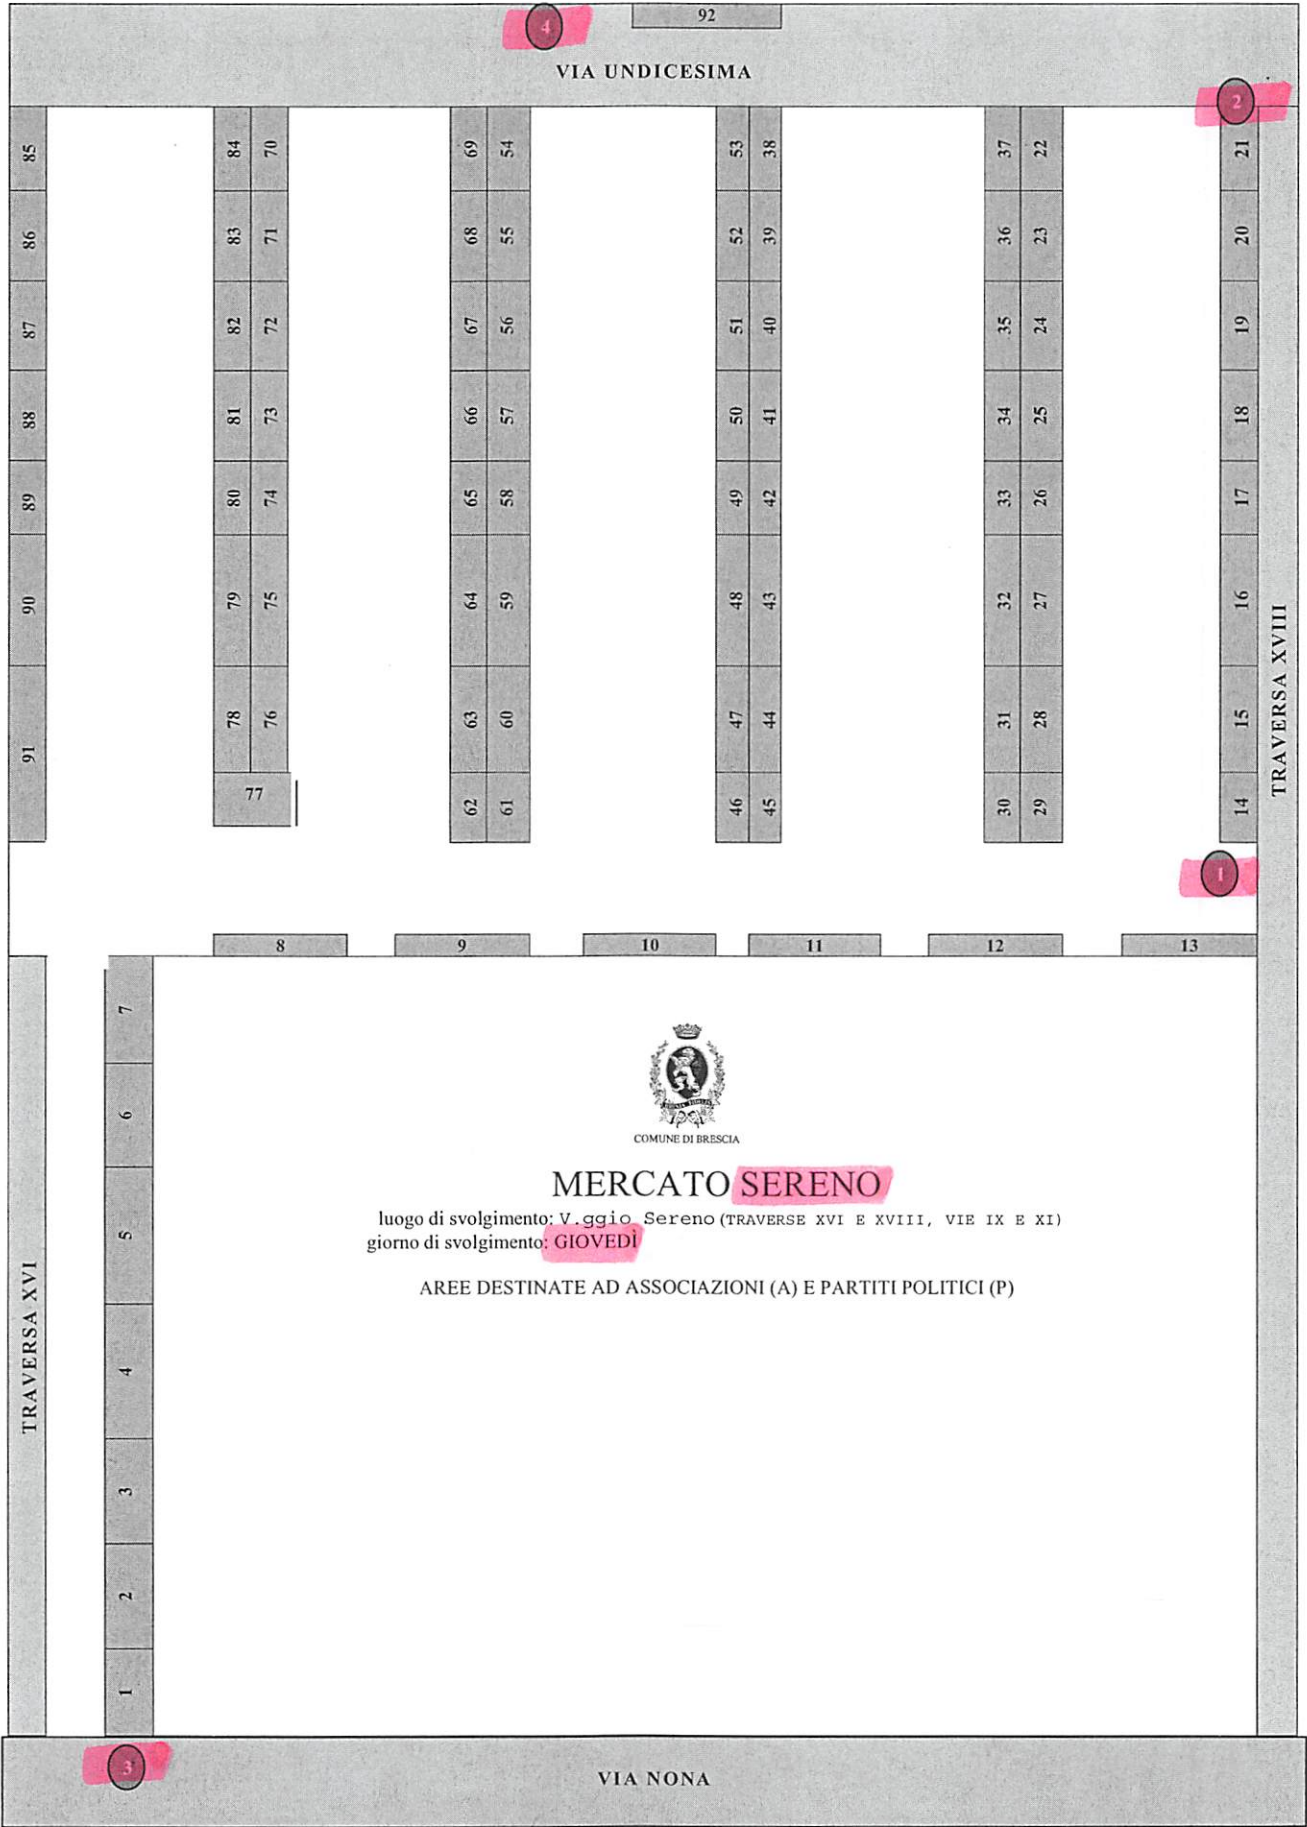 4
92
VIA UNDICESIMA
2
85 84 70 69 54 53 38 37 22 21
86 83 71 68 55 52 39 36 23 20
87 82 72 67 56 51 40 35 24 19
88 81 73 66 57 50 41 34 25 18
89 80 74 65 58 49 42 33 26 17
90 79 75 64 59 48 43 32 27 16
91 78 76 63 60 47 44 31 28 15
77 62 61 46 45 30 29 14
TRAVERSA XVIII
1
8 9 10 11 12 13
7
6
5
4
3
2
1
TRAVERSA XVI
COMUNE DI BRESCIA
MERCATO SERENO
luogo di svolgimento: V.ggio Sereno (TRAVERSE XVI E XVIII, VIE IX E XI)
giorno di svolgimento: GIOVEDÌ
AREE DESTINATE AD ASSOCIAZIONI (A) E PARTITI POLITICI (P)
3
VIA NONA